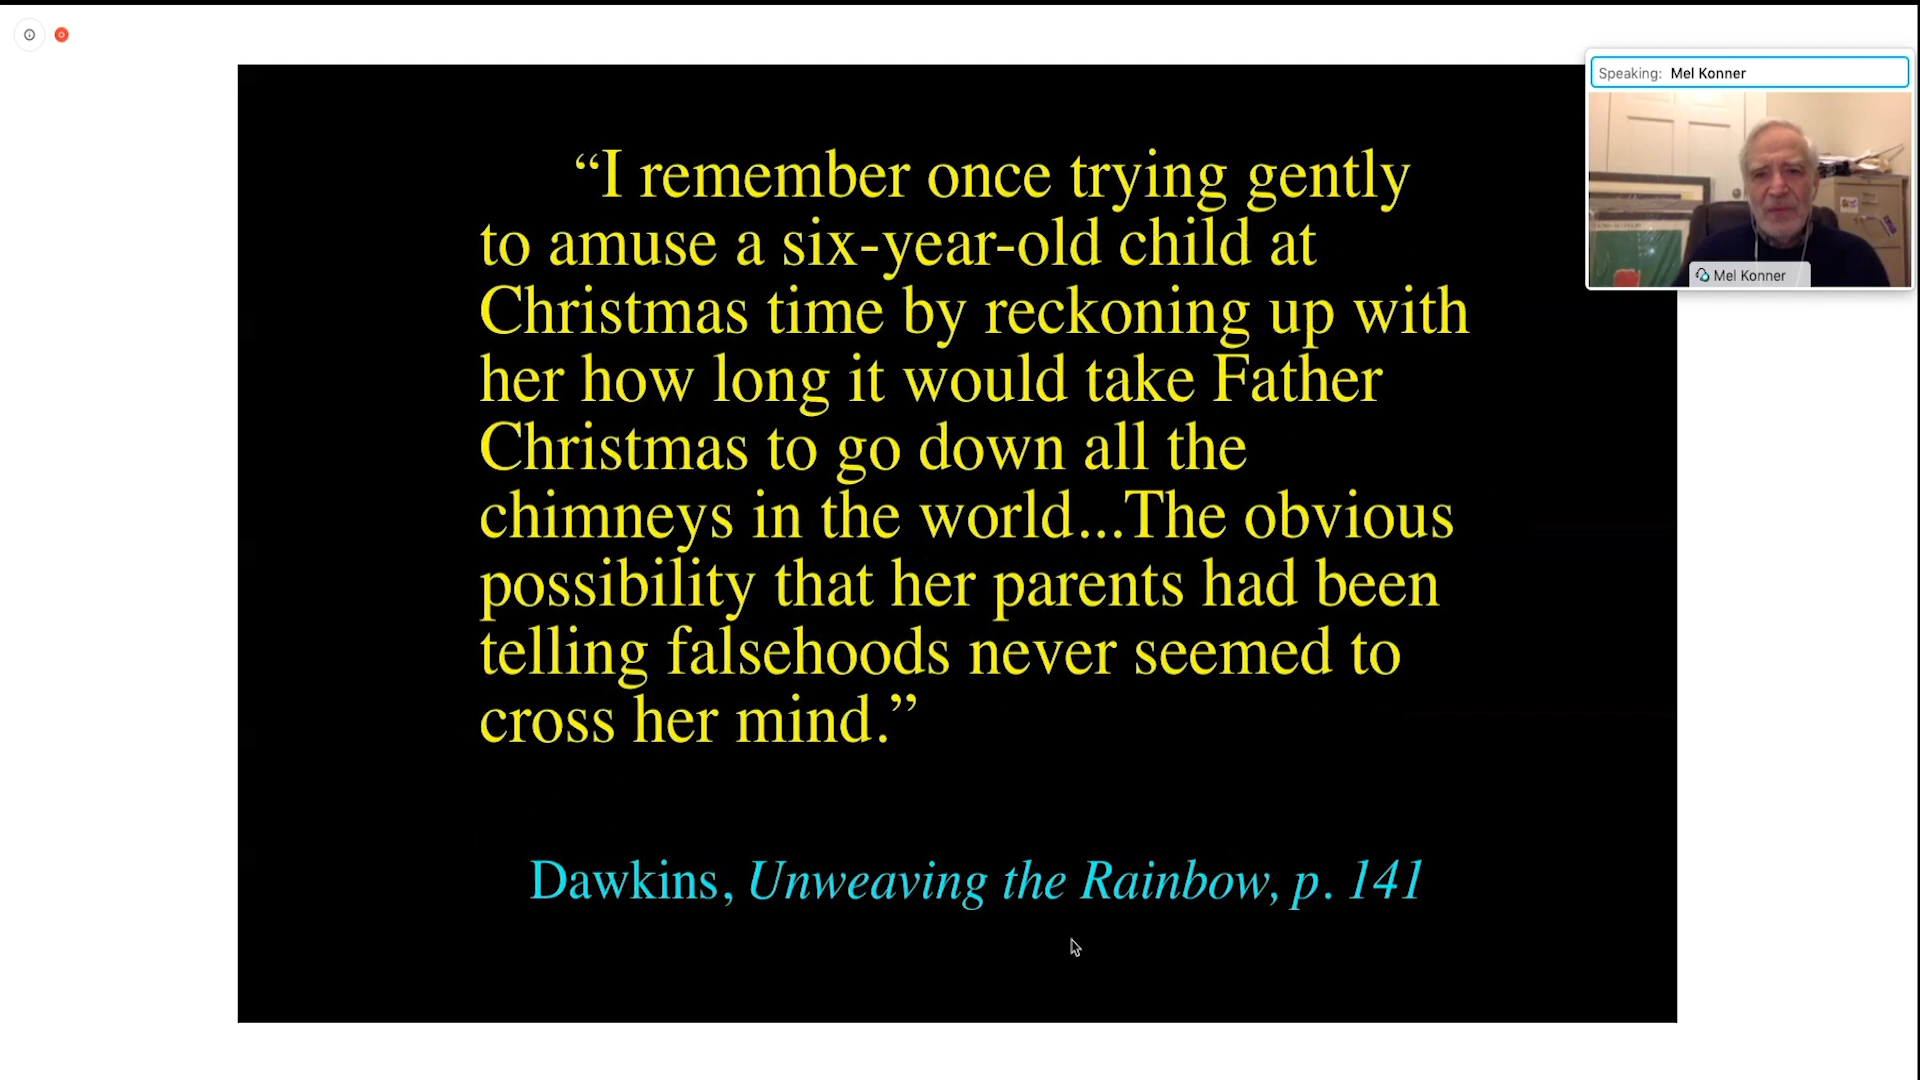 Speaking: Mel Konner
Mel Konner
“I remember once trying gently
to amuse a six-year-old child at
Christmas time by reckoning up with
her how long it would take Father
Christmas to go down all the
chimneys in the world...The obvious
possibility that her parents had been
telling falsehoods never seemed to
cross her mind.”
Dawkins, Unweaving the Rainbow, p. 141